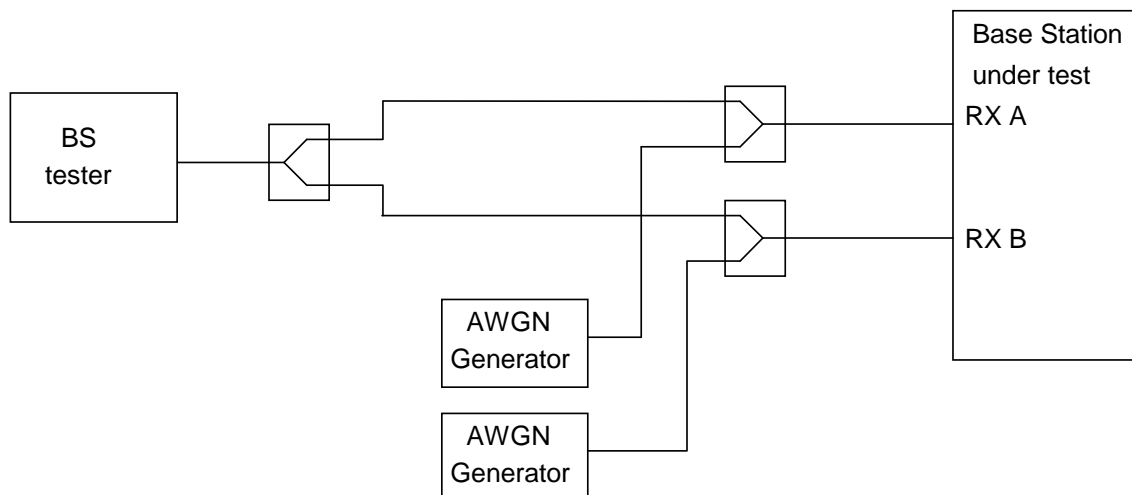 BS
tester
Base Station
under test
RX A
RX B
AWGN
Generator
AWGN
Generator